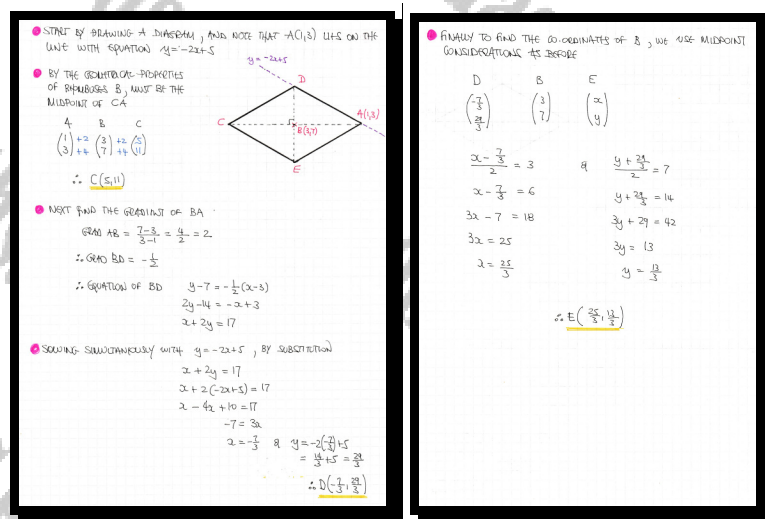 START BY DRAWING A DIAGRAM, AND NOTE THAT A(1,3) LIES ON THE
LINE WITH EQUATION y=-2x+5
BY THE GEOMETRICAL PROPERTIES
OF RHOMBUSES B, MUST BE THE
MIDPOINT OF CA
A B C
(1 3) +2 +4 (3 7) +2 +4 (5 11)
∴ C(5,11)
y=-2x+5
D
C
A(1,3)
B(3,7)
E
NEXT FIND THE GRADIENT OF BA
GRAD AB = 7-3/3-1 = 4/2 = 2
∴ GRAD BD = -1/2
∴ EQUATION OF BD y-7 = -1/2(x-3)
2y-14 = -x+3
x+2y = 17
SOLVING SIMULTANEOUSLY WITH y=-2x+5, BY SUBSTITUTION
x + 2y = 17
x + 2(-2x+5) = 17
x - 4x + 10 = 17
-7 = 3x
x = -7/3 & y = -2(-7/3)+5
= 14/3 + 5 = 29/3
∴ D(-7/3, 29/3)
FINALLY TO FIND THE CO-ORDINATES OF B, WE USE MIDPOINT
CONSIDERATIONS AS BEFORE
D B E
(-7/3 29/3) (3 7) (x y)
x - 7/3 / 2 = 3 & y + 29/3 / 2 = 7
x - 7/3 = 6 y + 29/3 = 14
3x - 7 = 18 3y + 29 = 42
3x = 25 3y = 13
x = 25/3 y = 13/3
∴ E(25/3, 13/3)